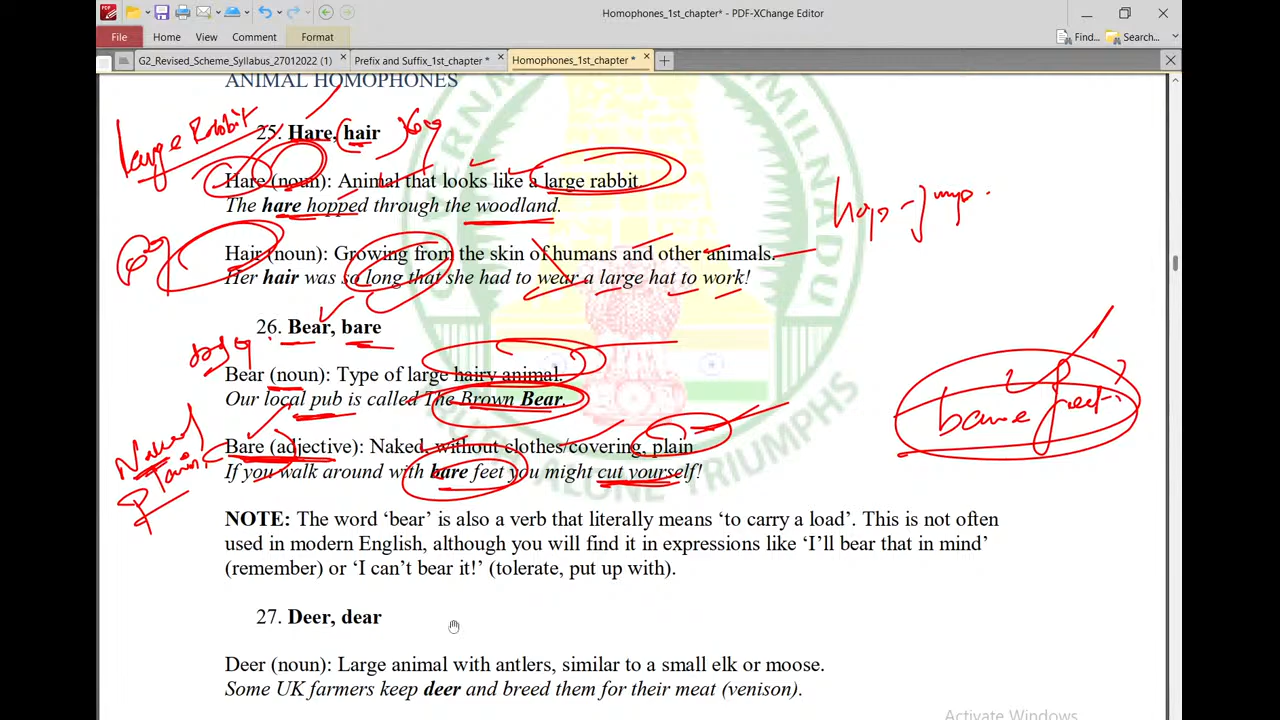 Homophones_1st_chapter* - PDF-XChange Editor
File Home View Comment Format Find... Search...
G2_Revised_Scheme_Syllabus_27012022 (1) Prefix and Suffix_1st_chapter * Homophones_1st_chapter *
ANIMAL HOMOPHONES
Large Rabbit
25. Hare, hair
Hare (noun): Animal that looks like a large rabbit.
The hare hopped through the woodland.
hops - jumps.
Hair (noun): Growing from the skin of humans and other animals.
Her hair was so long that she had to wear a large hat to work!
26. Bear, bare
Bear (noun): Type of large hairy animal.
Our local pub is called The Brown Bear.
bare feet
Naked
Bare (adjective): Naked, without clothes/covering, plain
If you walk around with bare feet you might cut yourself!
NOTE: The word ‘bear’ is also a verb that literally means ‘to carry a load’. This is not often
used in modern English, although you will find it in expressions like ‘I’ll bear that in mind’
(remember) or ‘I can’t bear it!’ (tolerate, put up with).
27. Deer, dear
Deer (noun): Large animal with antlers, similar to a small elk or moose.
Some UK farmers keep deer and breed them for their meat (venison).
Activate Windows